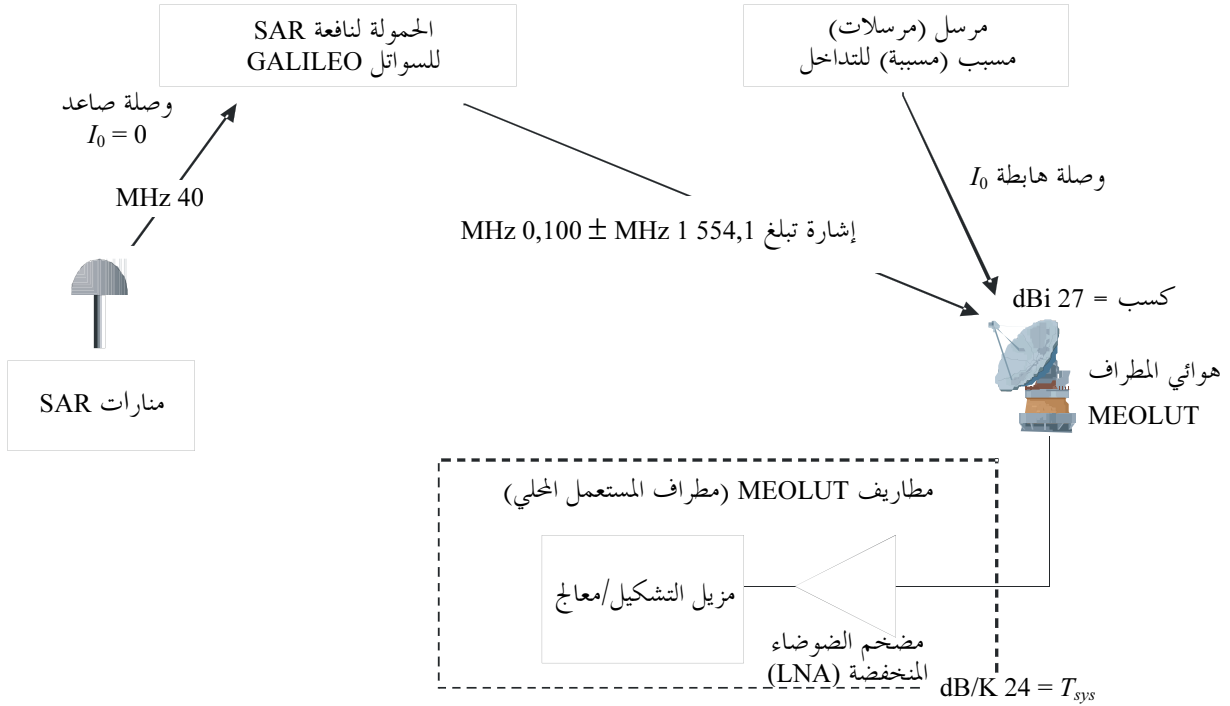 الحمولة لنافعة SAR
للسواتل GALILEO
مرسل (مرسلات)
مسبب (مسببة) للتداخل
وصلة صاعد
I0 = 0
MHz 40
وصلة هابطة I0
إشارة تبلغ MHz 0,100 ± MHz 1 554,1
كسب = dBi 27
هوائي المطراف
MEOLUT
منارات SAR
مطاريف MEOLUT (مطراف المستعمل المحلي)
مزيل التشكيل/معالج
مضخم الضوضاء
المنخفضة (LNA)
dB/K 24 = Tsys